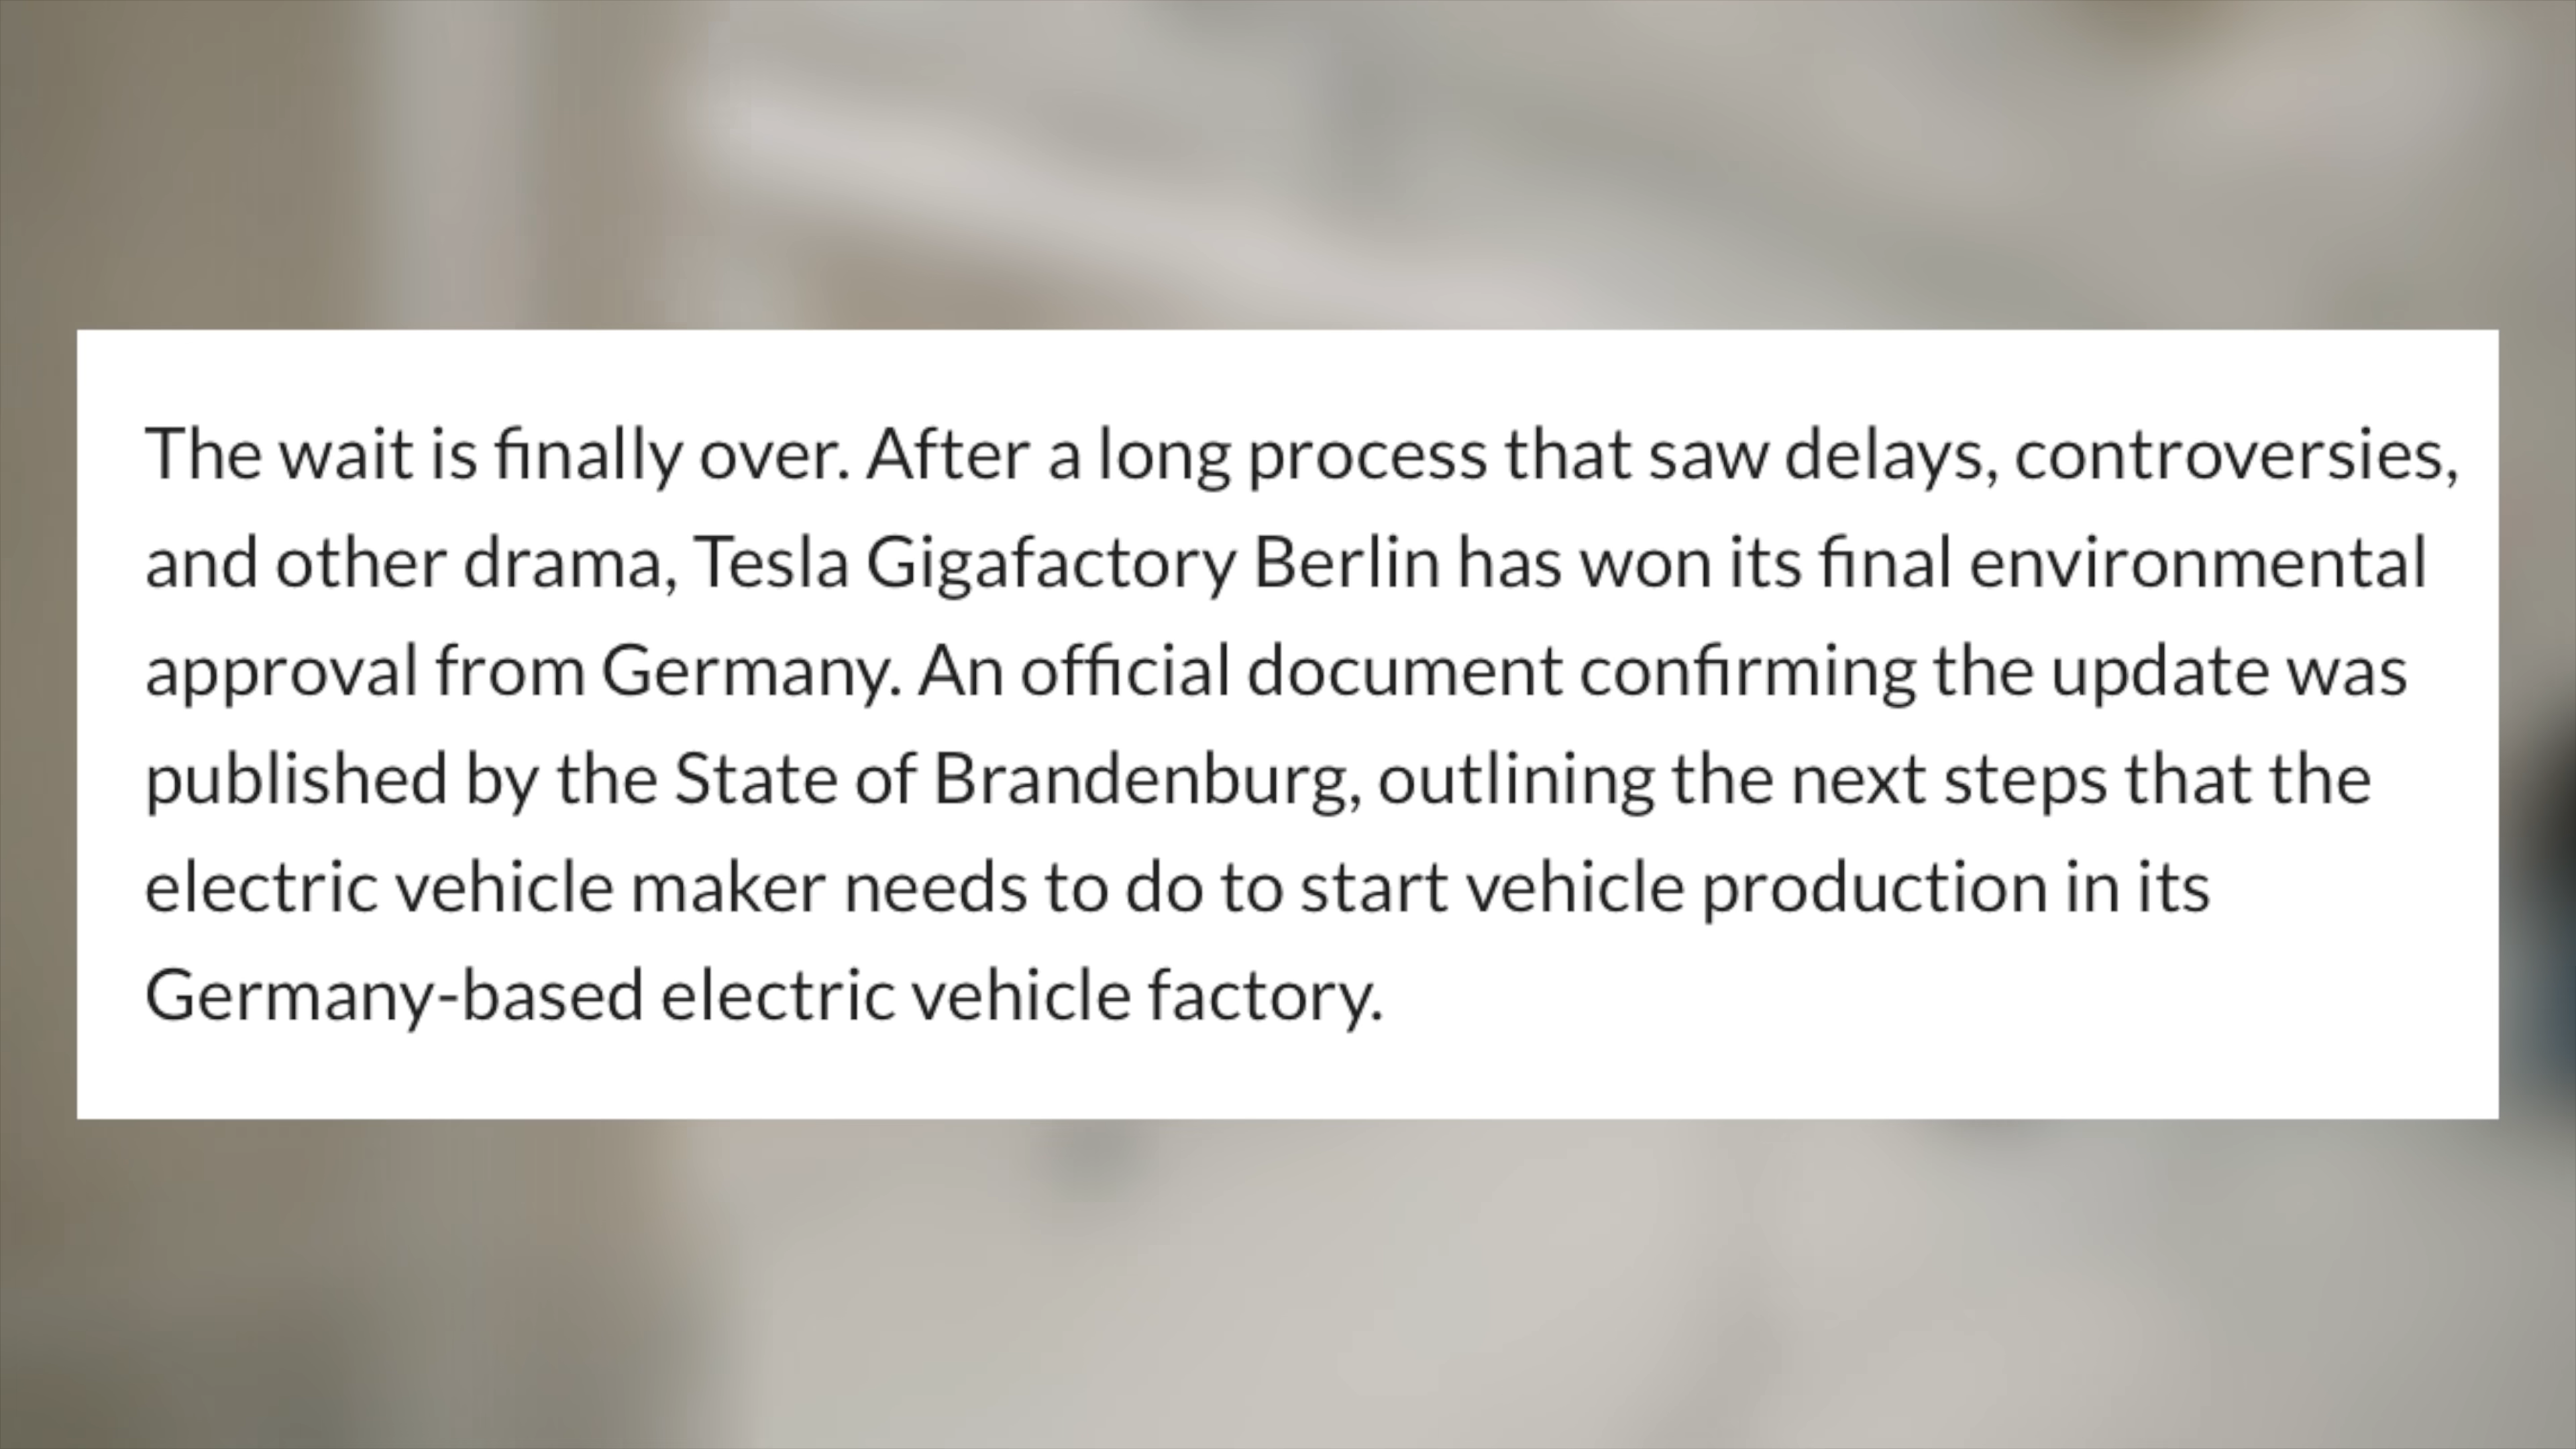 The wait is finally over. After a long process that saw delays, controversies,
and other drama, Tesla Gigafactory Berlin has won its final environmental
approval from Germany. An official document confirming the update was
published by the State of Brandenburg, outlining the next steps that the
electric vehicle maker needs to do to start vehicle production in its
Germany-based electric vehicle factory.